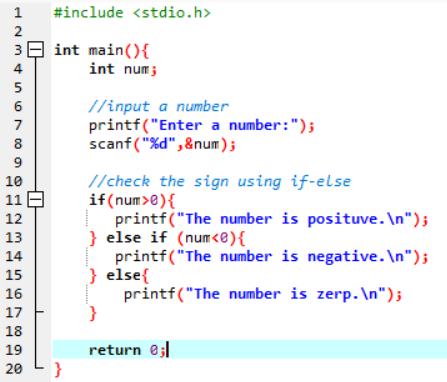 1 #include <stdio.h>
2
3 int main(){
4     int num;
5
6     //input a number
7     printf("Enter a number:");
8     scanf("%d",&num);
9
10     //check the sign using if-else
11     if(num>0){
12        printf("The number is posituve.\n");
13     } else if (num<0){
14        printf("The number is negative.\n");
15     } else{
16         printf("The number is zerp.\n");
17     }
18
19     return 0;
20 }